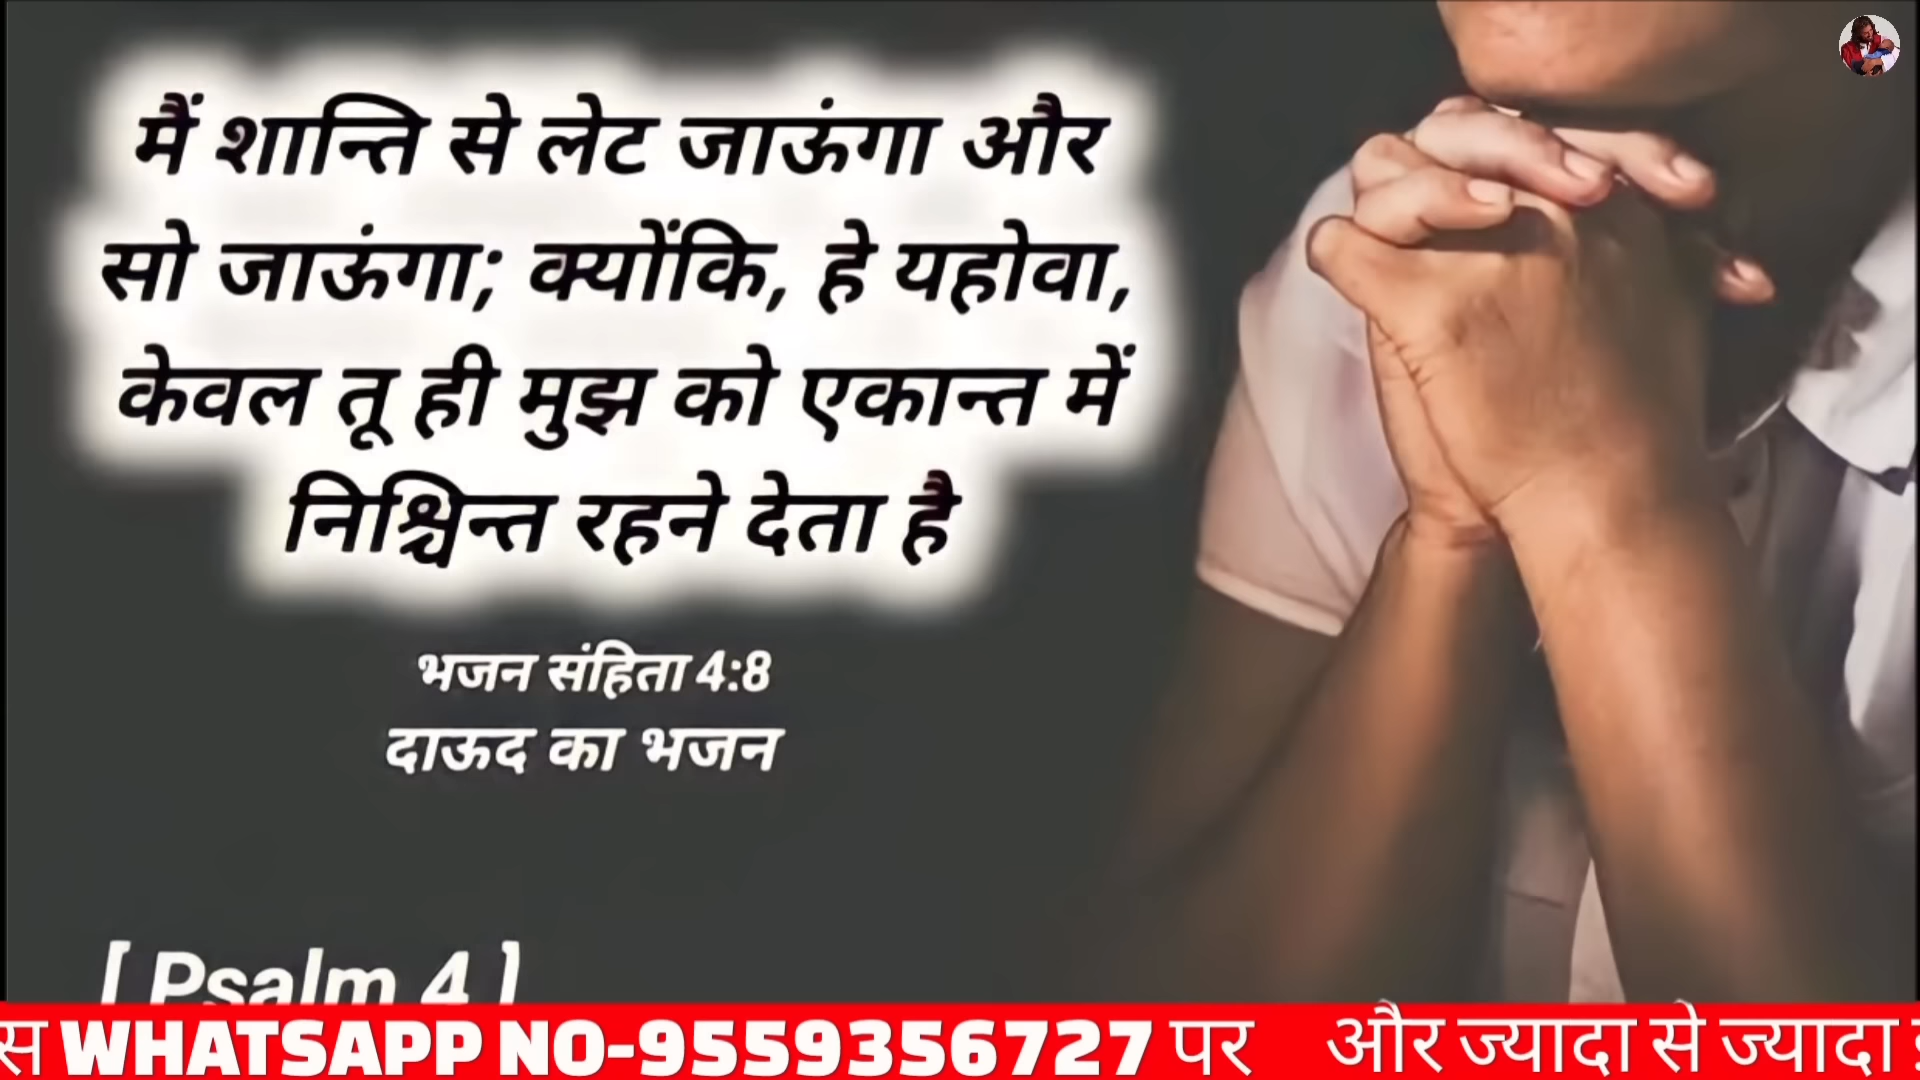 मैं शान्ति से लेट जाऊंगा और
सो जाऊंगा; क्योंकि, हे यहोवा,
केवल तू ही मुझ को एकान्त में
निश्चिन्त रहने देता है
भजन संहिता 4:8
दाऊद का भजन
[ Psalm 4 ]
स WHATSAPP NO-9559356727 पर और ज्यादा से ज्यादा